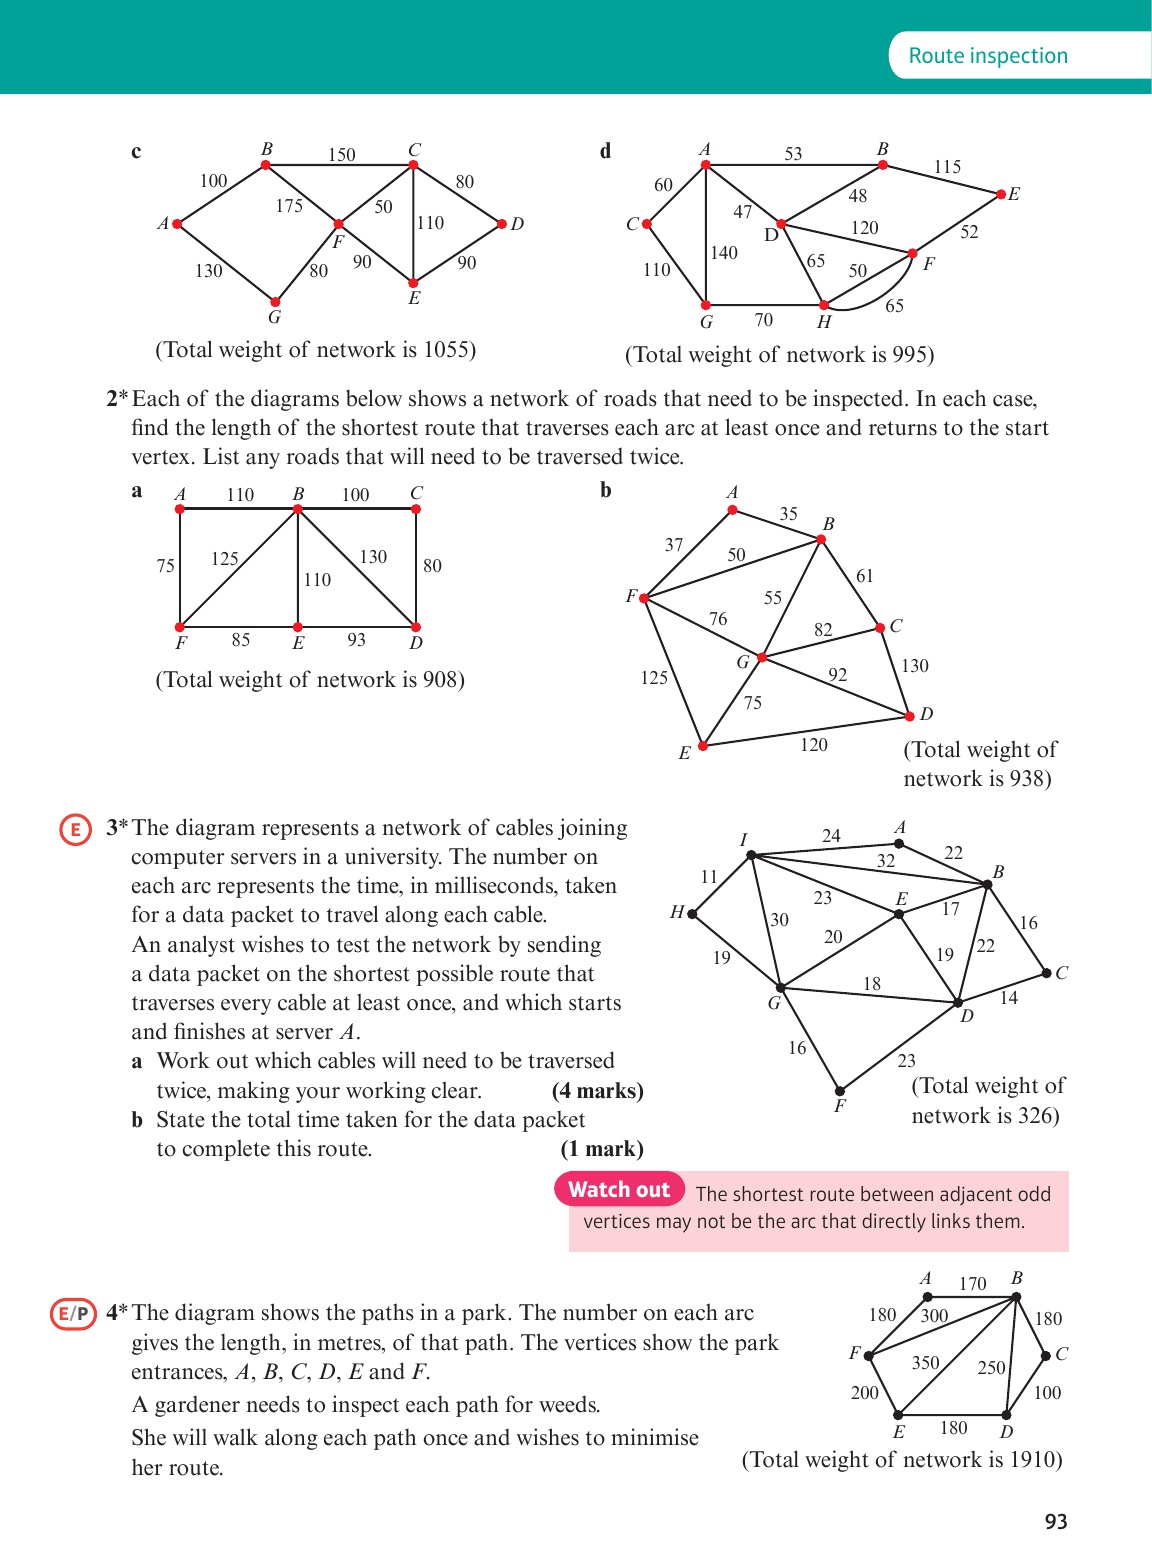 Route inspection
c
B 150 C
100 80
175 50 110
A F D
130 80 90 90
E
G
(Total weight of network is 1055)
d
A 53 B
115
60 47 48 E
C D 120 52
140 65 50 F
110 65
G 70 H
(Total weight of network is 995)
2* Each of the diagrams below shows a network of roads that need to be inspected. In each case,
find the length of the shortest route that traverses each arc at least once and returns to the start
vertex. List any roads that will need to be traversed twice.
a
A 110 B 100 C
75 125 130 80
110
F 85 E 93 D
(Total weight of network is 908)
b
A
35 B
37 50
61
F 55
76 82 C
G
125 92 130
75 D
E 120
(Total weight of
network is 938)
E
3* The diagram represents a network of cables joining
computer servers in a university. The number on
each arc represents the time, in milliseconds, taken
for a data packet to travel along each cable.
An analyst wishes to test the network by sending
a data packet on the shortest possible route that
traverses every cable at least once, and which starts
and finishes at server A.
a Work out which cables will need to be traversed
twice, making your working clear. (4 marks)
b State the total time taken for the data packet
to complete this route. (1 mark)
I 24 A
32 22
11 B
23 E
H 30 17 16
20
19 19 22 C
18
G 14
D
16
23
F
(Total weight of
network is 326)
Watch out The shortest route between adjacent odd
vertices may not be the arc that directly links them.
E/P
4* The diagram shows the paths in a park. The number on each arc
gives the length, in metres, of that path. The vertices show the park
entrances, A, B, C, D, E and F.
A gardener needs to inspect each path for weeds.
She will walk along each path once and wishes to minimise
her route.
A 170 B
180 300 180
F C
350 250
200 100
E 180 D
(Total weight of network is 1910)
93